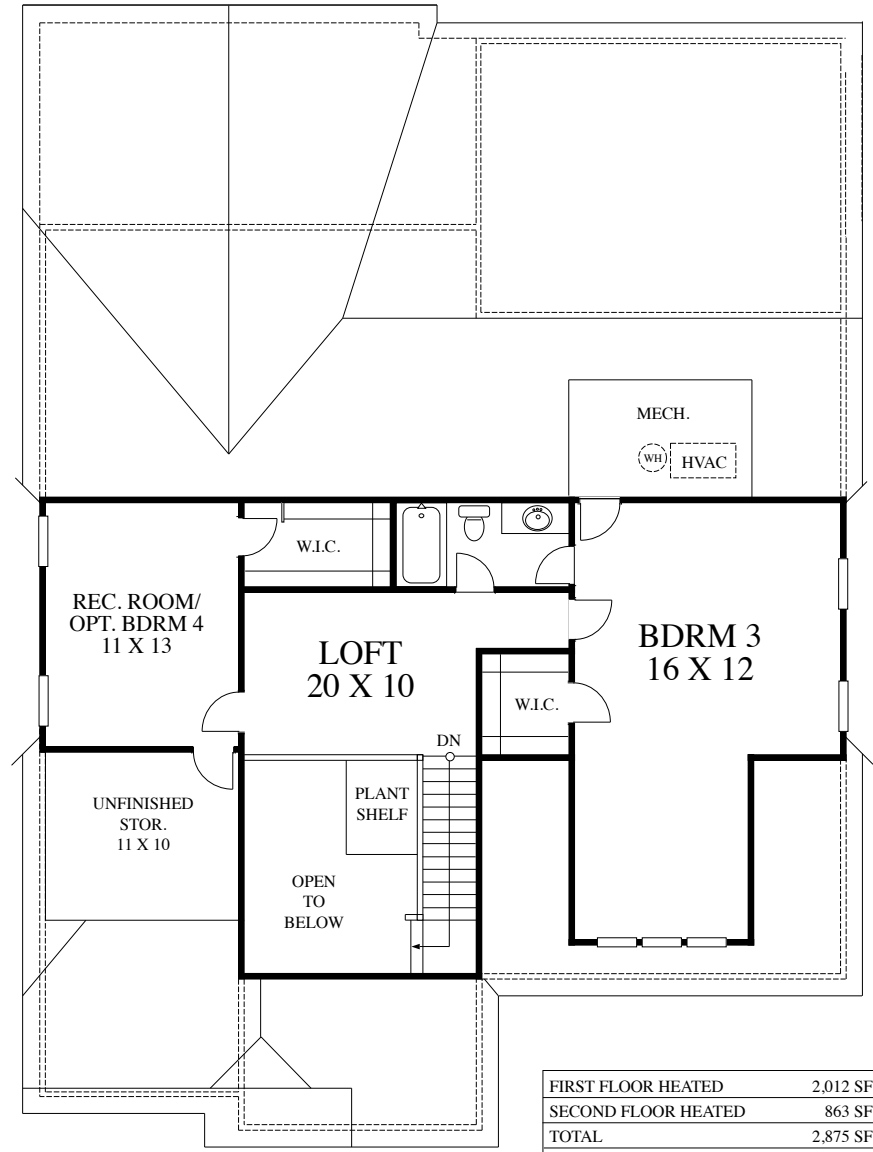 MECH.
WH
HVAC
W.I.C.
REC. ROOM/
OPT. BDRM 4
11 X 13
LOFT
20 X 10
BDRM 3
16 X 12
W.I.C.
DN
UNFINISHED
STOR.
11 X 10
PLANT
SHELF
OPEN
TO
BELOW
FIRST FLOOR HEATED 2,012 SF
SECOND FLOOR HEATED 863 SF
TOTAL 2,875 SF